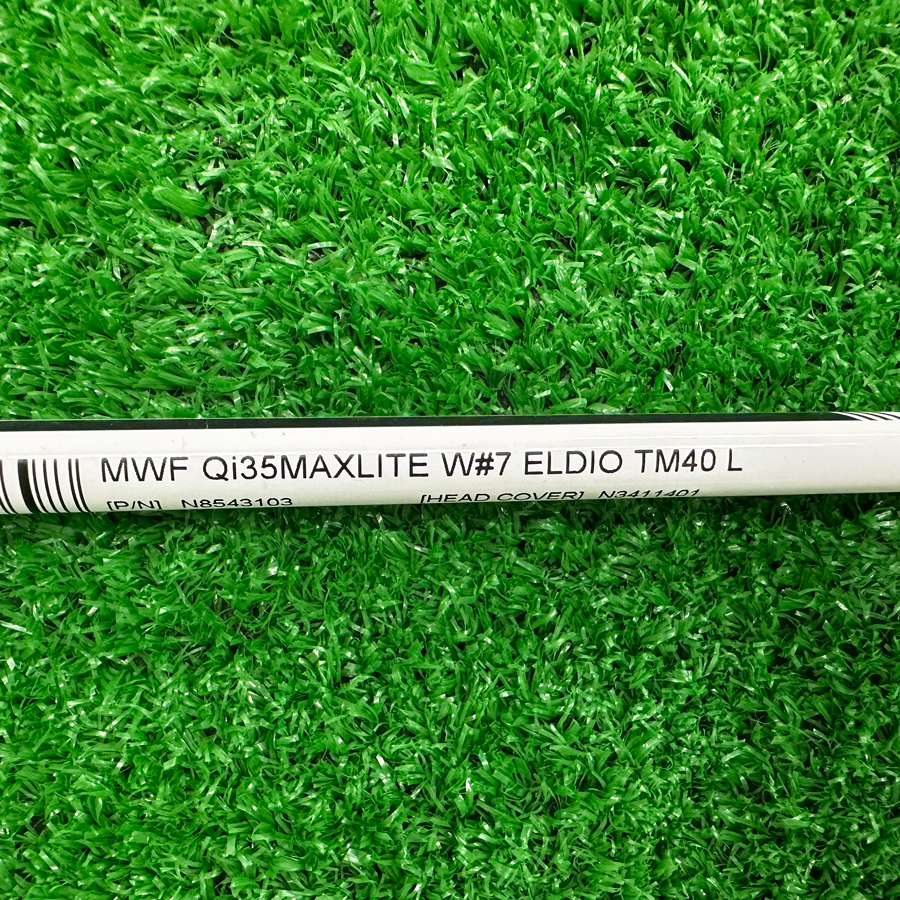 MWF Qi35MAXLITE W#7 ELDIO TM40 L
[P/N] N8543103 [HEAD COVER] N3411401